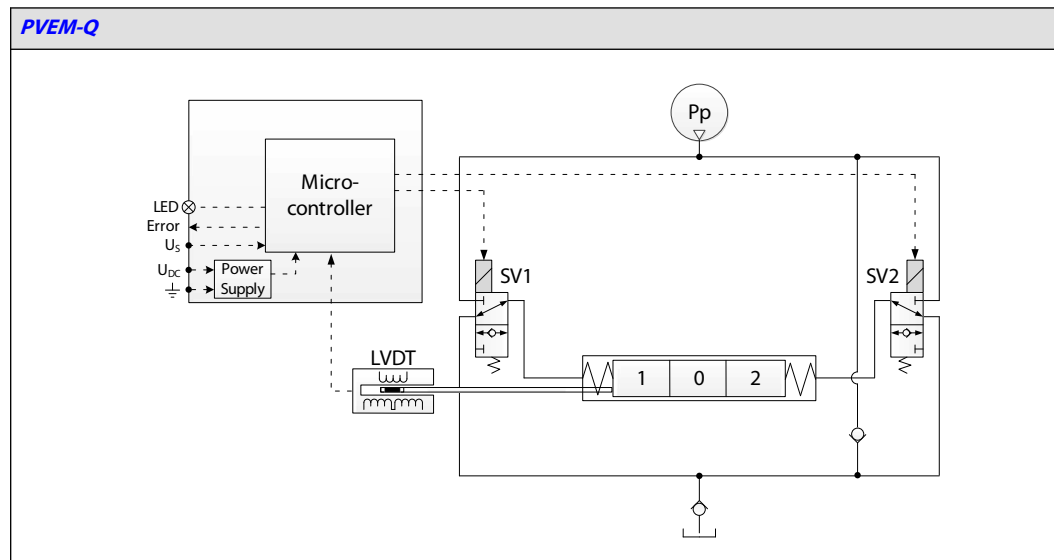 PVEM-Q
Pp
Micro-
controller
LED
Error
US
UDC
Power
Supply
SV1
SV2
LVDT
1 0 2